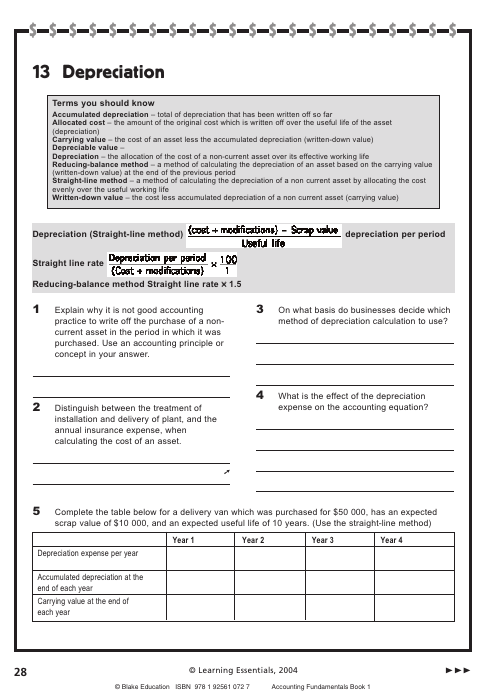 13 Depreciation
Terms you should know
Accumulated depreciation – total of depreciation that has been written off so far
Allocated cost – the amount of the original cost which is written off over the useful life of the asset
(depreciation)
Carrying value – the cost of an asset less the accumulated depreciation (written-down value)
Depreciable value –
Depreciation – the allocation of the cost of a non-current asset over its effective working life
Reducing-balance method – a method of calculating the depreciation of an asset based on the carrying value
(written-down value) at the end of the previous period
Straight-line method – a method of calculating the depreciation of a non current asset by allocating the cost
evenly over the useful working life
Written-down value – the cost less accumulated depreciation of a non current asset (carrying value)
Depreciation (Straight-line method) (cost + modifications) – Scrap value depreciation per period
Useful life
Straight line rate Depreciation per period × 100
(Cost + modifications) 1
Reducing-balance method Straight line rate × 1.5
1 Explain why it is not good accounting
practice to write off the purchase of a non-
current asset in the period in which it was
purchased. Use an accounting principle or
concept in your answer.
2 Distinguish between the treatment of
installation and delivery of plant, and the
annual insurance expense, when
calculating the cost of an asset.
3 On what basis do businesses decide which
method of depreciation calculation to use?
4 What is the effect of the depreciation
expense on the accounting equation?
5 Complete the table below for a delivery van which was purchased for $50 000, has an expected
scrap value of $10 000, and an expected useful life of 10 years. (Use the straight-line method)
Year 1 Year 2 Year 3 Year 4
Depreciation expense per year
Accumulated depreciation at the
end of each year
Carrying value at the end of
each year
28 © Learning Essentials, 2004
© Blake Education ISBN 978 1 92561 072 7 Accounting Fundamentals Book 1